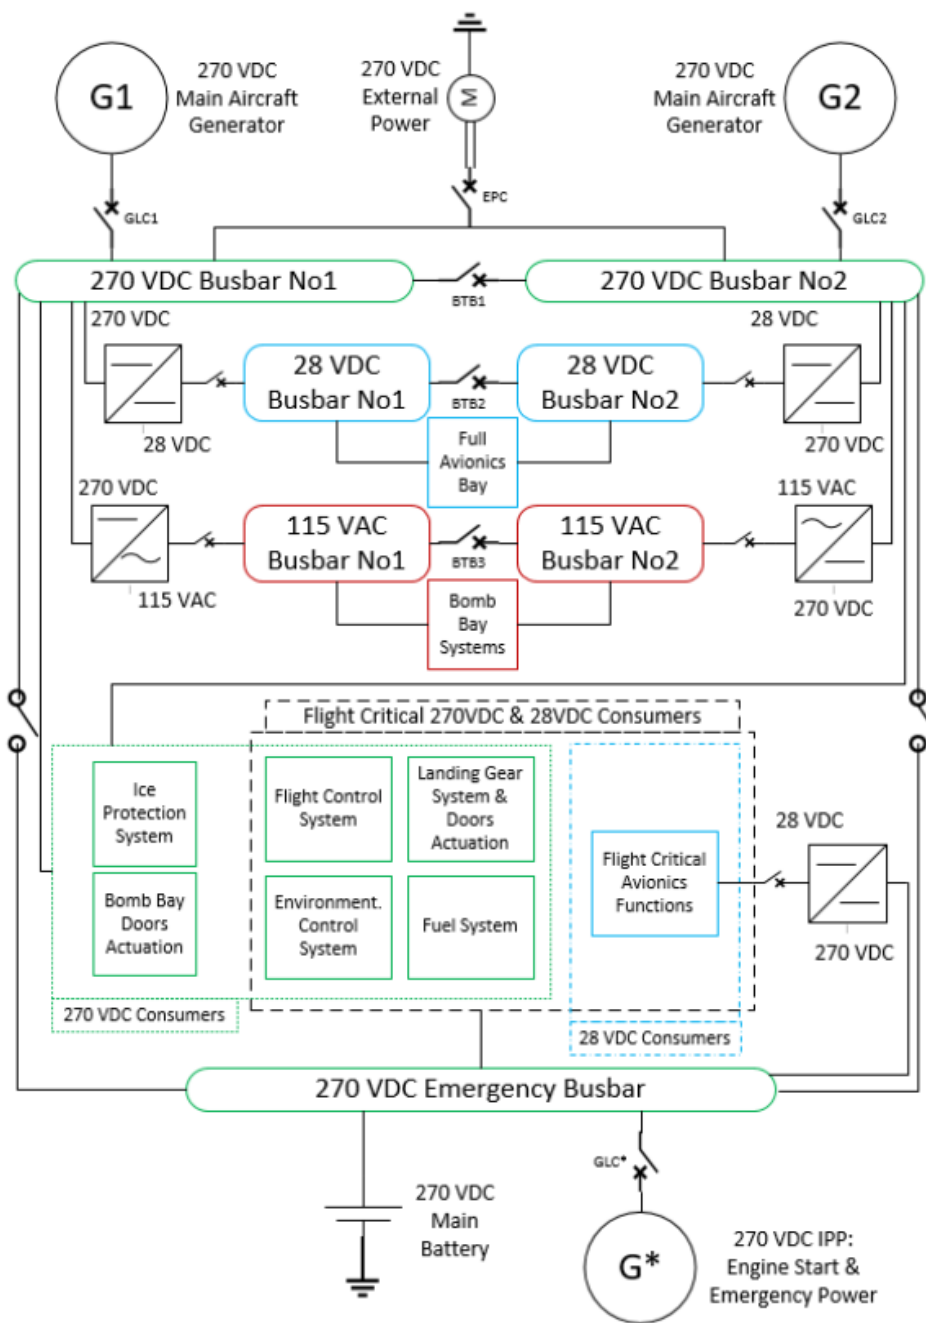 G1
270 VDC
Main Aircraft
Generator
270 VDC
External
Power
M
270 VDC
Main Aircraft
Generator
G2
GLC1
EPC
GLC2
270 VDC Busbar No1
BTB1
270 VDC Busbar No2
270 VDC
28 VDC
28 VDC
Busbar No1
BTB2
28 VDC
Busbar No2
28 VDC
270 VDC
Full
Avionics
Bay
270 VDC
115 VAC
115 VAC
Busbar No1
BTB3
115 VAC
Busbar No2
115 VAC
270 VDC
Bomb
Bay
Systems
Flight Critical 270VDC & 28VDC Consumers
Ice
Protection
System
Flight Control
System
Landing Gear
System &
Doors
Actuation
Bomb Bay
Doors
Actuation
Environment.
Control
System
Fuel System
Flight Critical
Avionics
Functions
28 VDC
270 VDC
270 VDC Consumers
28 VDC Consumers
270 VDC Emergency Busbar
GLC*
270 VDC
Main
Battery
G*
270 VDC IPP:
Engine Start &
Emergency Power